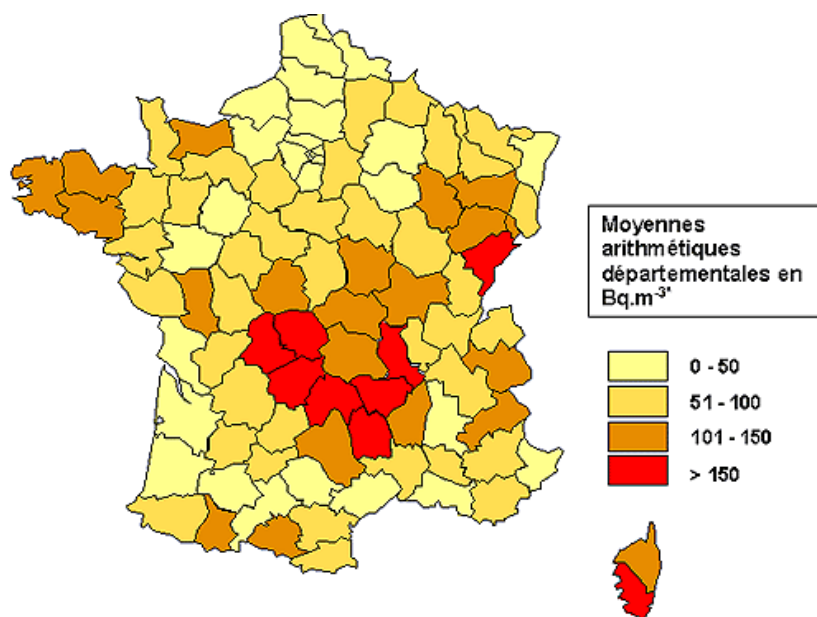 Moyennes
arithmétiques
départementales en
Bq.m-3*
0 - 50
51 - 100
101 - 150
> 150